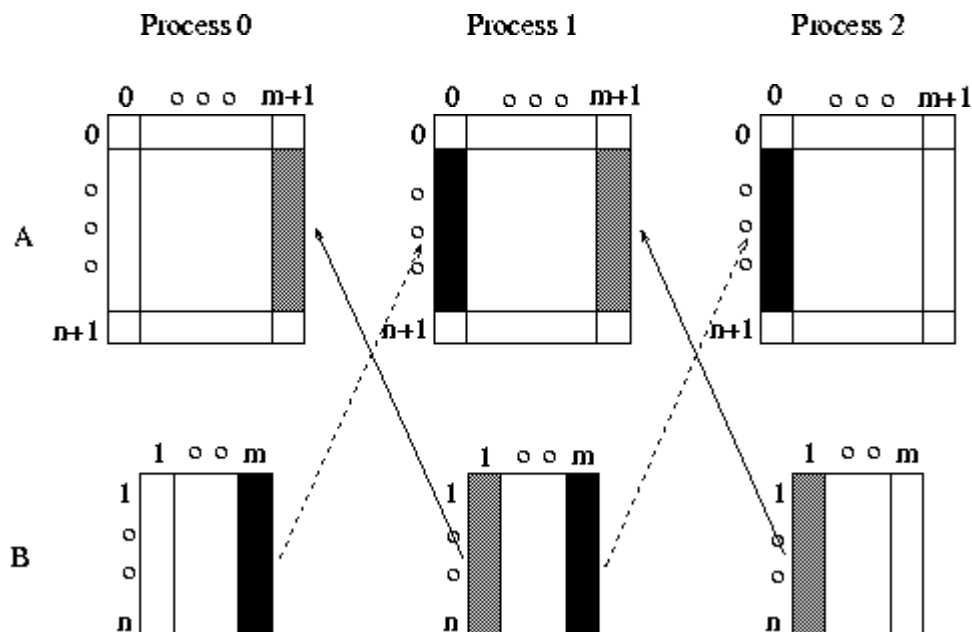 Process 0 Process 1 Process 2
0 o o o m+1 0 o o o m+1 0 o o o m+1
0 0 0
o o o
A o o o
o o o
n+1 n+1 n+1
1 o o m 1 o o m 1 o o m
1 1 1
o o o
B o o o
n n n